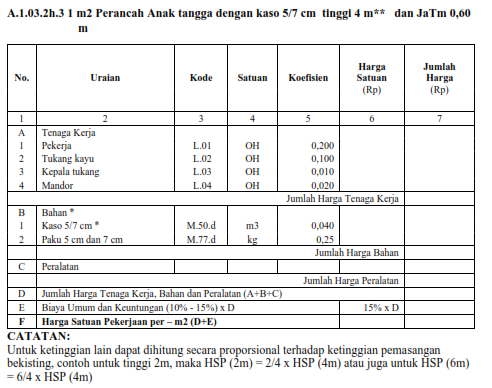 A.1.03.2h.3 1 m2 Perancah Anak tangga dengan kaso 5/7 cm tinggi 4 m** dan JaTm 0,60
m
No. Uraian Kode Satuan Koefisien Harga Satuan (Rp) Jumlah Harga (Rp)
1 2 3 4 5 6 7
A Tenaga Kerja
1 Pekerja L.01 OH 0,200
2 Tukang kayu L.02 OH 0,100
3 Kepala tukang L.03 OH 0,010
4 Mandor L.04 OH 0,020
Jumlah Harga Tenaga Kerja
B Bahan *
1 Kaso 5/7 cm * M.50.d m3 0,040
2 Paku 5 cm dan 7 cm M.77.d kg 0,25
Jumlah Harga Bahan
C Peralatan
Jumlah Harga Peralatan
D Jumlah Harga Tenaga Kerja, Bahan dan Peralatan (A+B+C)
E Biaya Umum dan Keuntungan (10% - 15%) x D 15% x D
F Harga Satuan Pekerjaan per – m2 (D+E)
CATATAN:
Untuk ketinggian lain dapat dihitung secara proporsional terhadap ketinggian pemasangan
bekisting, contoh untuk tinggi 2m, maka HSP (2m) = 2/4 x HSP (4m) atau juga untuk HSP (6m)
= 6/4 x HSP (4m)